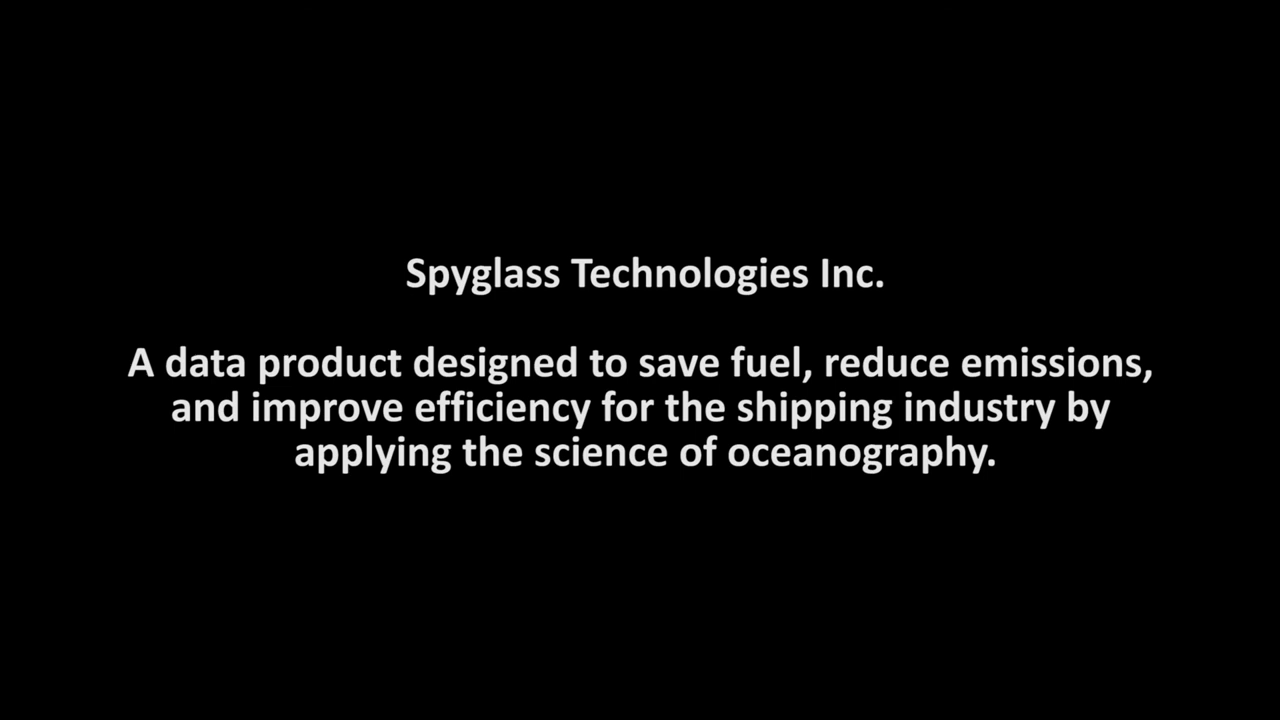 Spyglass Technologies Inc.
A data product designed to save fuel, reduce emissions,
and improve efficiency for the shipping industry by
applying the science of oceanography.